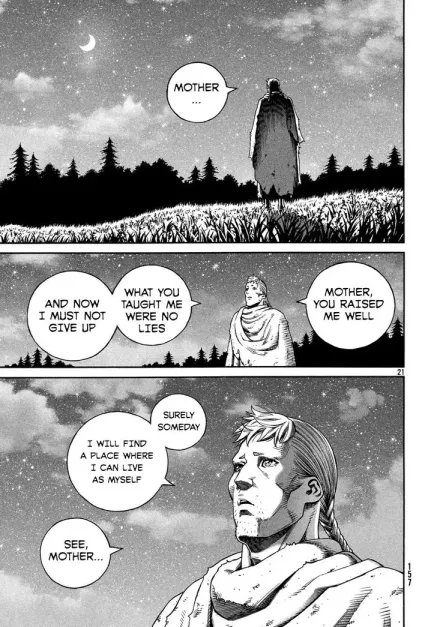 MOTHER
...
MOTHER,
YOU RAISED
ME WELL
WHAT YOU
TAUGHT ME
WERE NO
LIES
AND NOW
I MUST NOT
GIVE UP
21
SURELY
SOMEDAY
I WILL FIND
A PLACE WHERE
I CAN LIVE
AS MYSELF
SEE,
MOTHER...
157